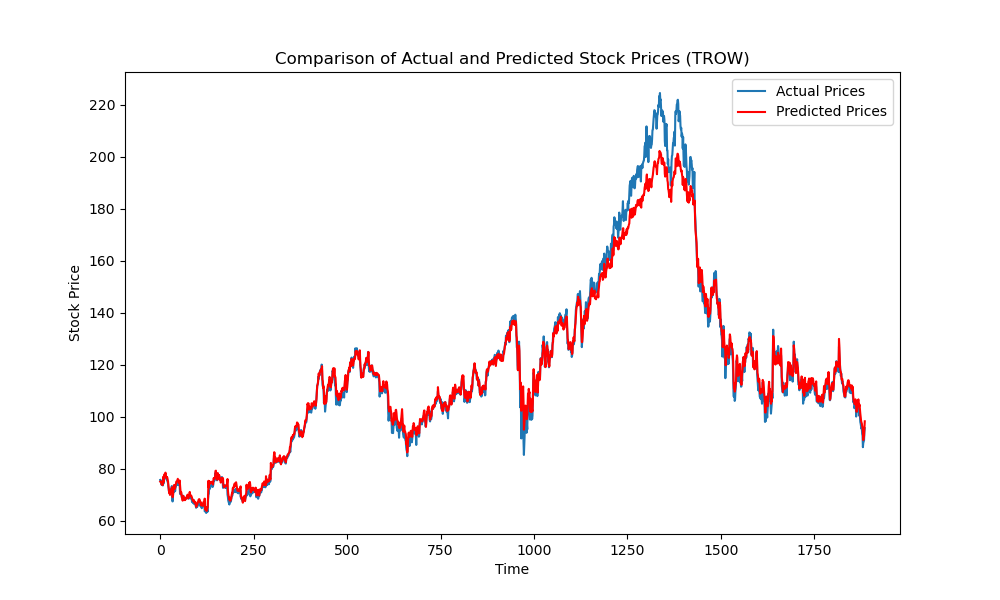 Comparison of Actual and Predicted Stock Prices (TROW)
Actual Prices
Predicted Prices
220
200
180
160
140
120
100
80
60
Stock Price
0 250 500 750 1000 1250 1500 1750
Time